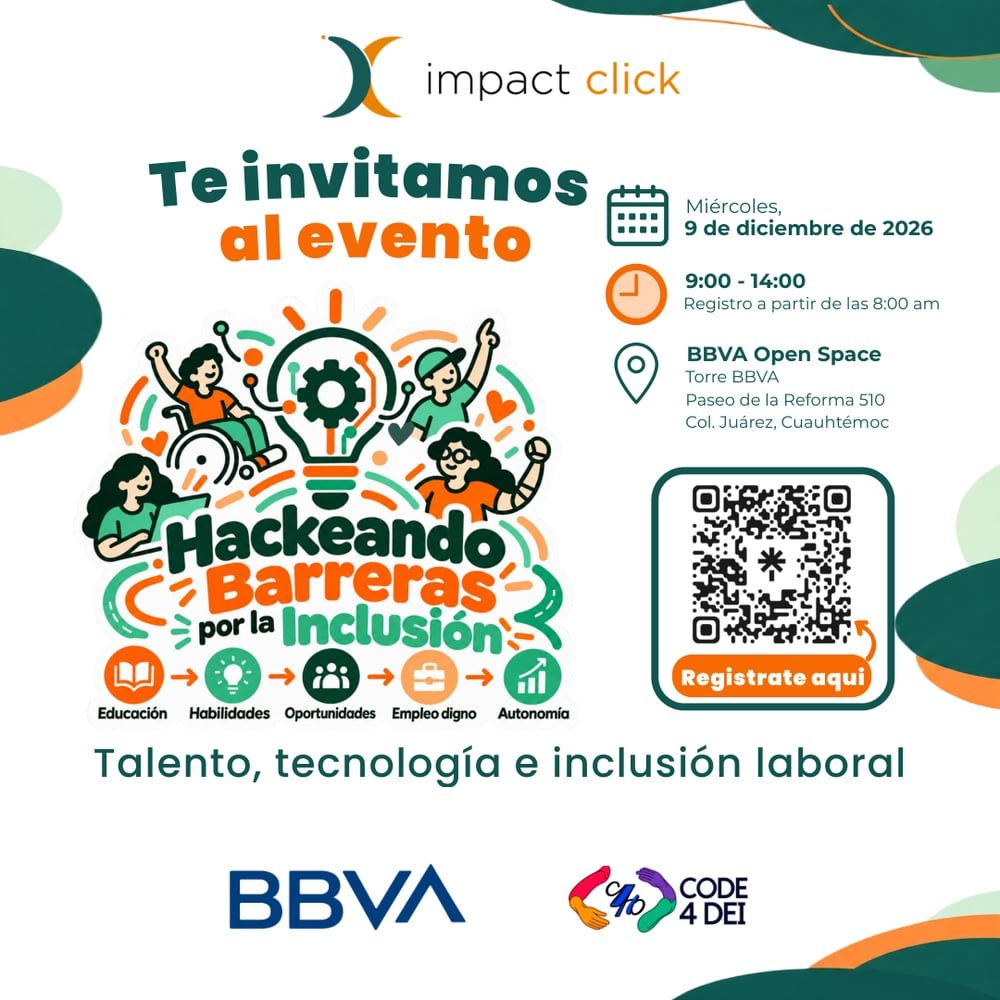 impact click
Te invitamos
al evento
Miércoles,
9 de diciembre de 2026
9:00 - 14:00
Registro a partir de las 8:00 am
BBVA Open Space
Torre BBVA
Paseo de la Reforma 510
Col. Juárez, Cuauhtémoc
Hackeando
Barreras
por la Inclusión
Educación
Habilidades
Oportunidades
Empleo digno
Autonomía
Registrate aqui
Talento, tecnología e inclusión laboral
BBVA
C4D
CODE
4 DEI